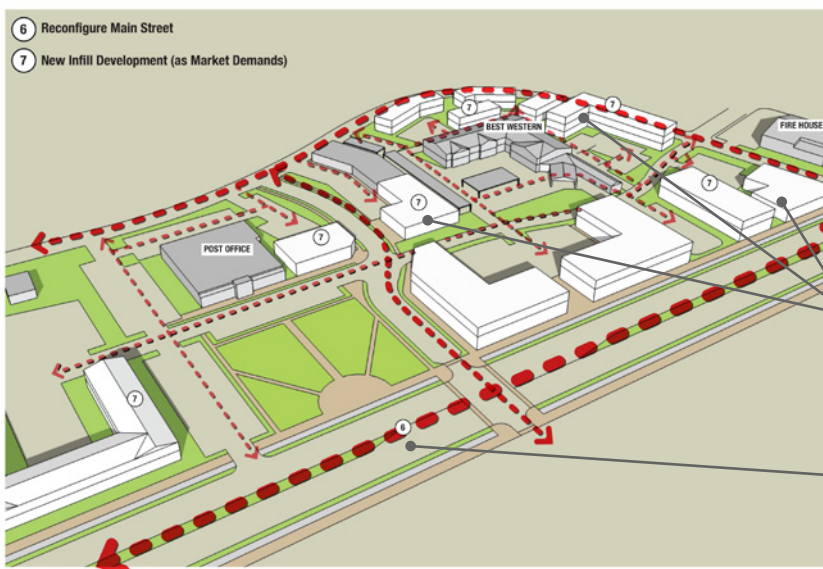 6 Reconfigure Main Street
7 New Infill Development (as Market Demands)
7
7
BEST WESTERN
FIRE HOUSE
7
7
7
POST OFFICE
7
6